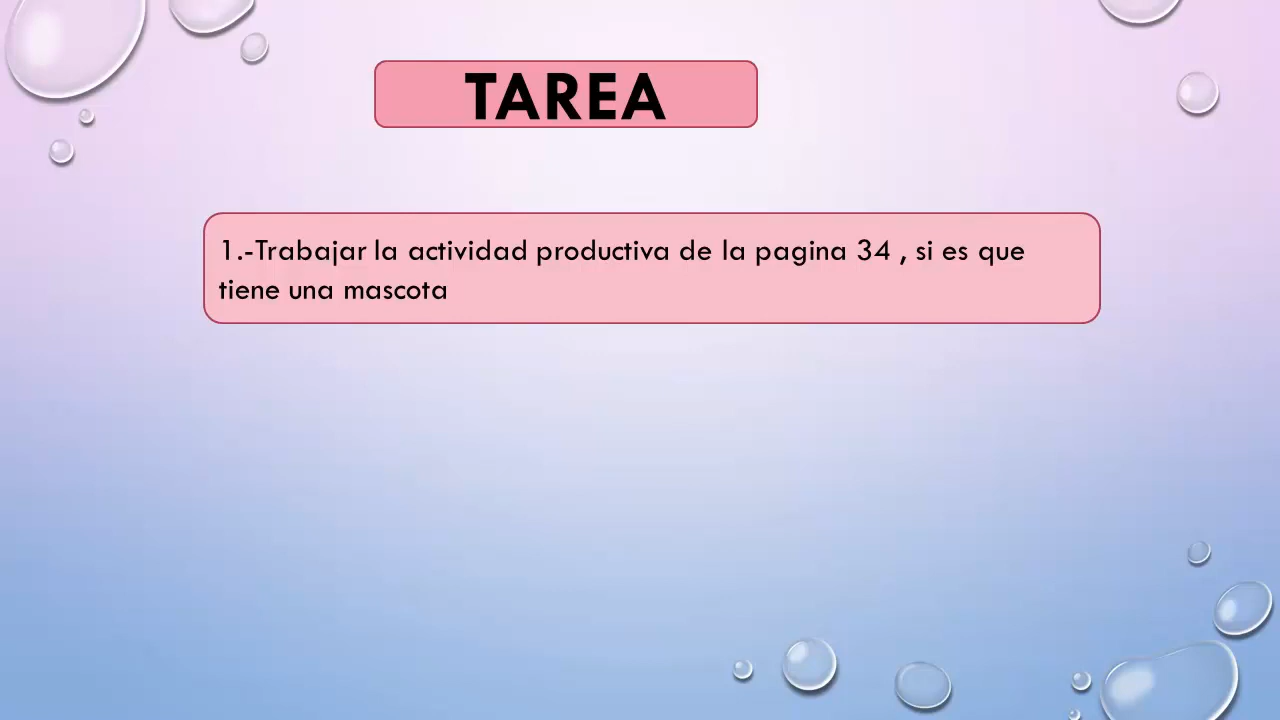 TAREA
1.-Trabajar la actividad productiva de la pagina 34 , si es que
tiene una mascota